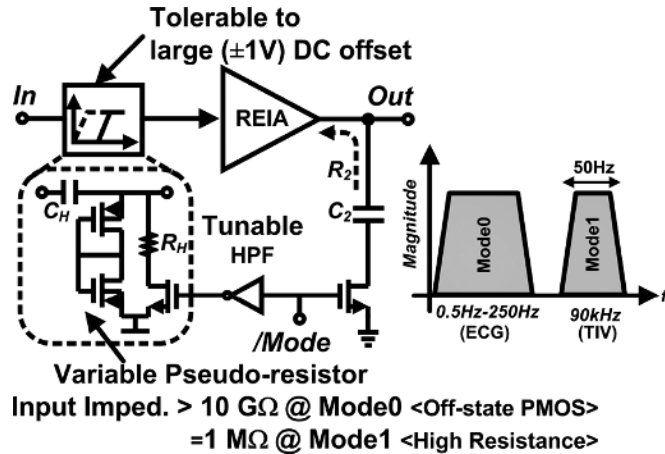 Tolerable to
large (±1V) DC offset
In
REIA
Out
R2
C2
CH
RH
Tunable
HPF
/Mode
Variable Pseudo-resistor
Magnitude
50Hz
Mode0
Mode1
f
0.5Hz-250Hz
(ECG)
90kHz
(TIV)
Input Imped. > 10 GΩ @ Mode0 <Off-state PMOS>
=1 MΩ @ Mode1 <High Resistance>